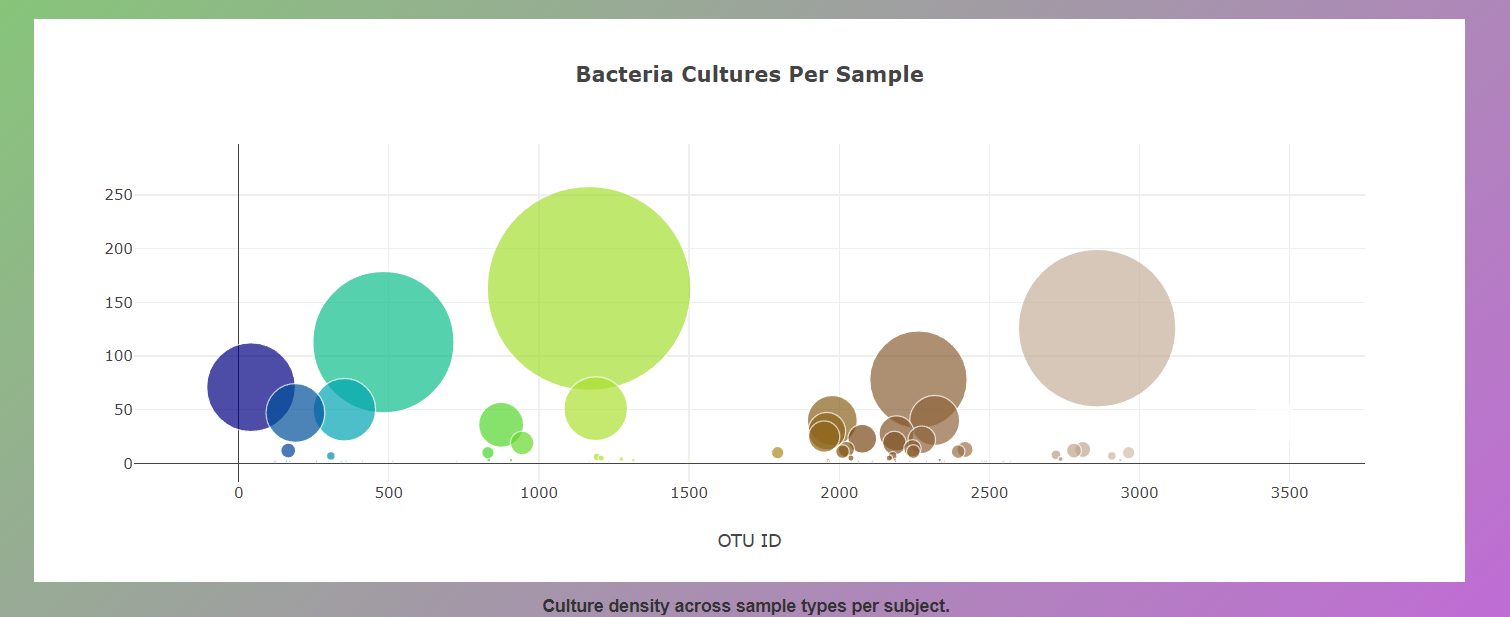 Bacteria Cultures Per Sample
250
200
150
100
50
0
0 500 1000 1500 2000 2500 3000 3500
OTU ID
Culture density across sample types per subject.